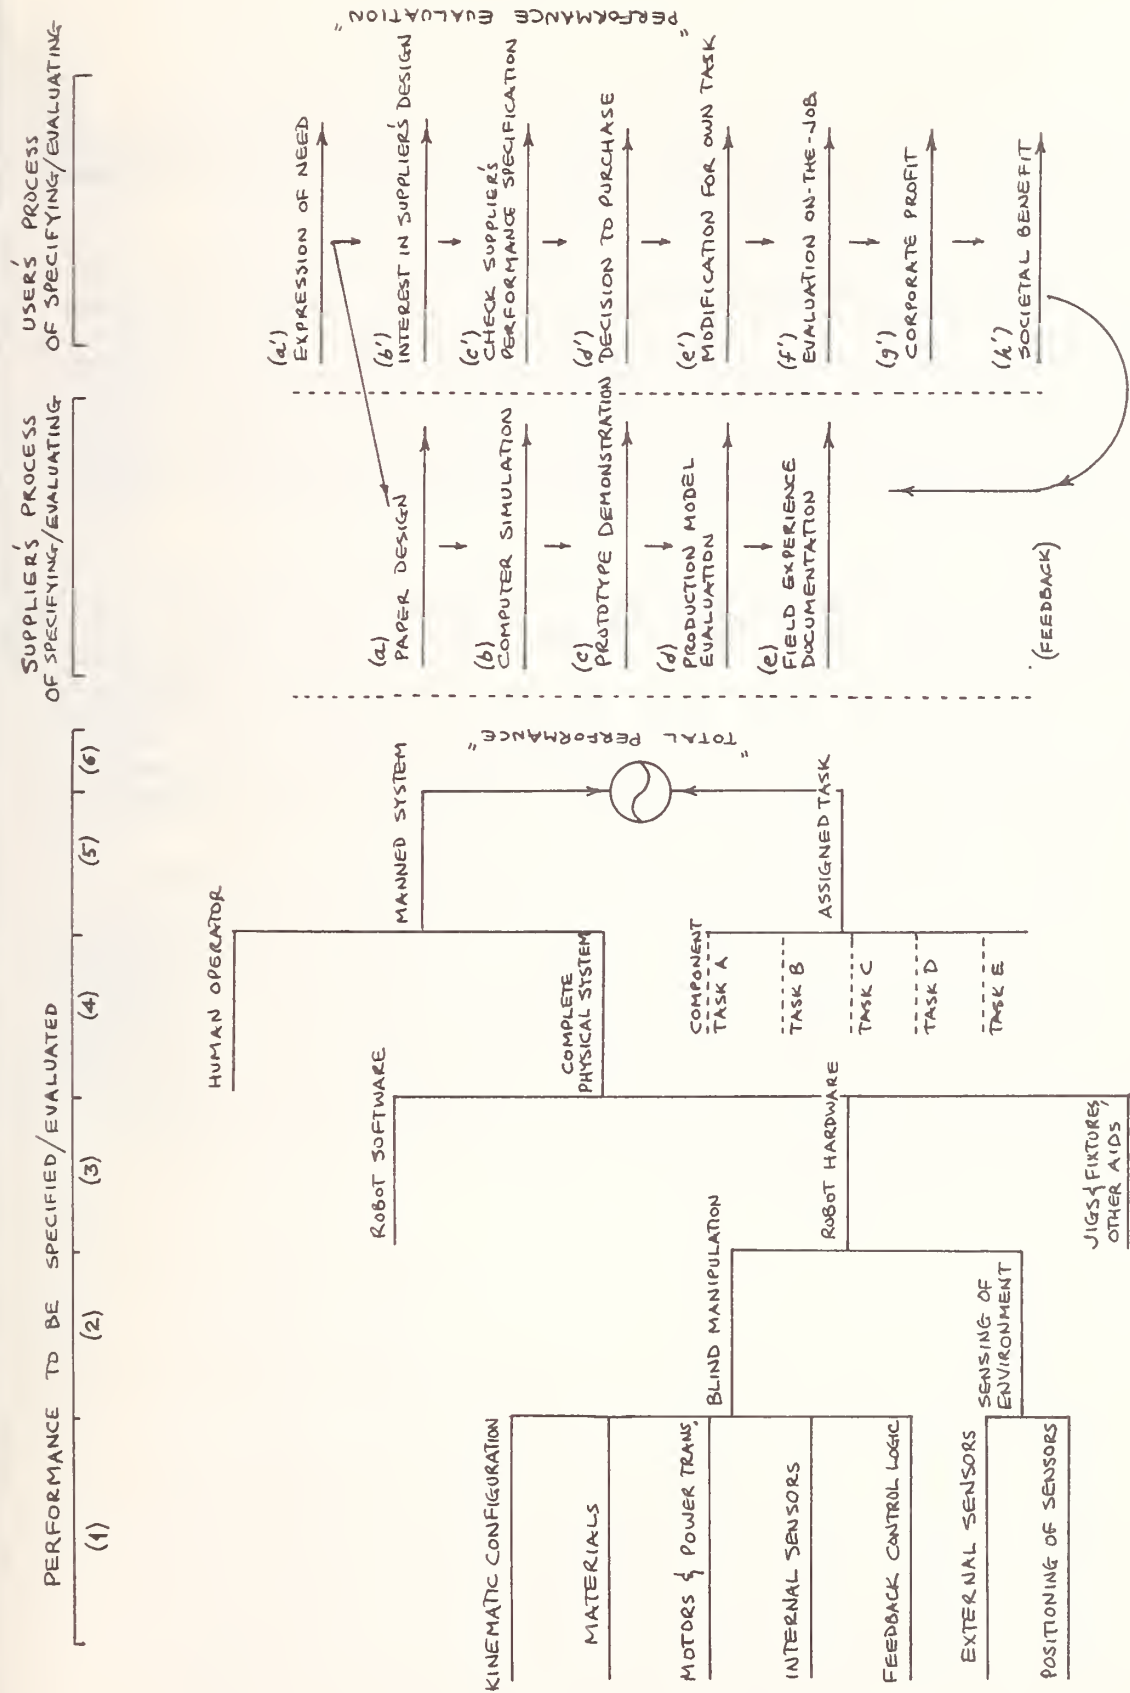 PERFORMANCE TO BE SPECIFIED/EVALUATED
(1)
(2)
(3)
(4)
(5)
(6)
KINEMATIC CONFIGURATION
MATERIALS
MOTORS & POWER TRANS.
INTERNAL SENSORS
FEEDBACK CONTROL LOGIC
EXTERNAL SENSORS
POSITIONING OF SENSORS
BLIND MANIPULATION
SENSING OF
ENVIRONMENT
ROBOT SOFTWARE
ROBOT HARDWARE
JIGS & FIXTURES,
OTHER AIDS
HUMAN OPERATOR
COMPLETE
PHYSICAL SYSTEM
COMPONENT
TASK A
TASK B
TASK C
TASK D
TASK E
MANNED SYSTEM
ASSIGNED TASK
"TOTAL PERFORMANCE"
SUPPLIER'S PROCESS
OF SPECIFYING/EVALUATING
(a)
PAPER DESIGN
(b)
COMPUTER SIMULATION
(c)
PROTOTYPE DEMONSTRATION
(d)
PRODUCTION MODEL
EVALUATION
(e)
FIELD EXPERIENCE
DOCUMENTATION
(FEEDBACK)
USER'S PROCESS
OF SPECIFYING/EVALUATING
(a')
EXPRESSION OF NEED
(b')
INTEREST IN SUPPLIER'S DESIGN
(c')
CHECK SUPPLIER'S
PERFORMANCE SPECIFICATION
(d')
DECISION TO PURCHASE
(e')
MODIFICATION FOR OWN TASK
(f')
EVALUATION ON-THE-JOB
(g')
CORPORATE PROFIT
(h')
SOCIETAL BENEFIT
"PERFORMANCE EVALUATION"